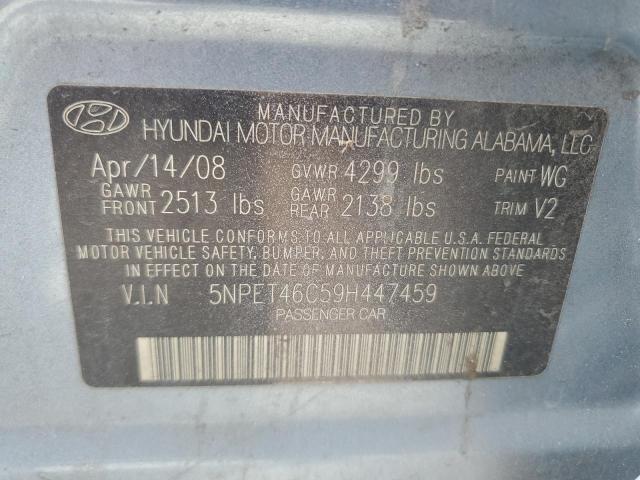 MANUFACTURED BY
HYUNDAI MOTOR MANUFACTURING ALABAMA, LLC
Apr/14/08 GVWR 4299 lbs PAINT WG
GAWR FRONT 2513 lbs GAWR REAR 2138 lbs TRIM V2
THIS VEHICLE CONFORMS TO ALL APPLICABLE U.S.A. FEDERAL
MOTOR VEHICLE SAFETY, BUMPER, AND THEFT PREVENTION STANDARDS
IN EFFECT ON THE DATE OF MANUFACTURE SHOWN ABOVE
V.I.N 5NPET46C59H447459
PASSENGER CAR